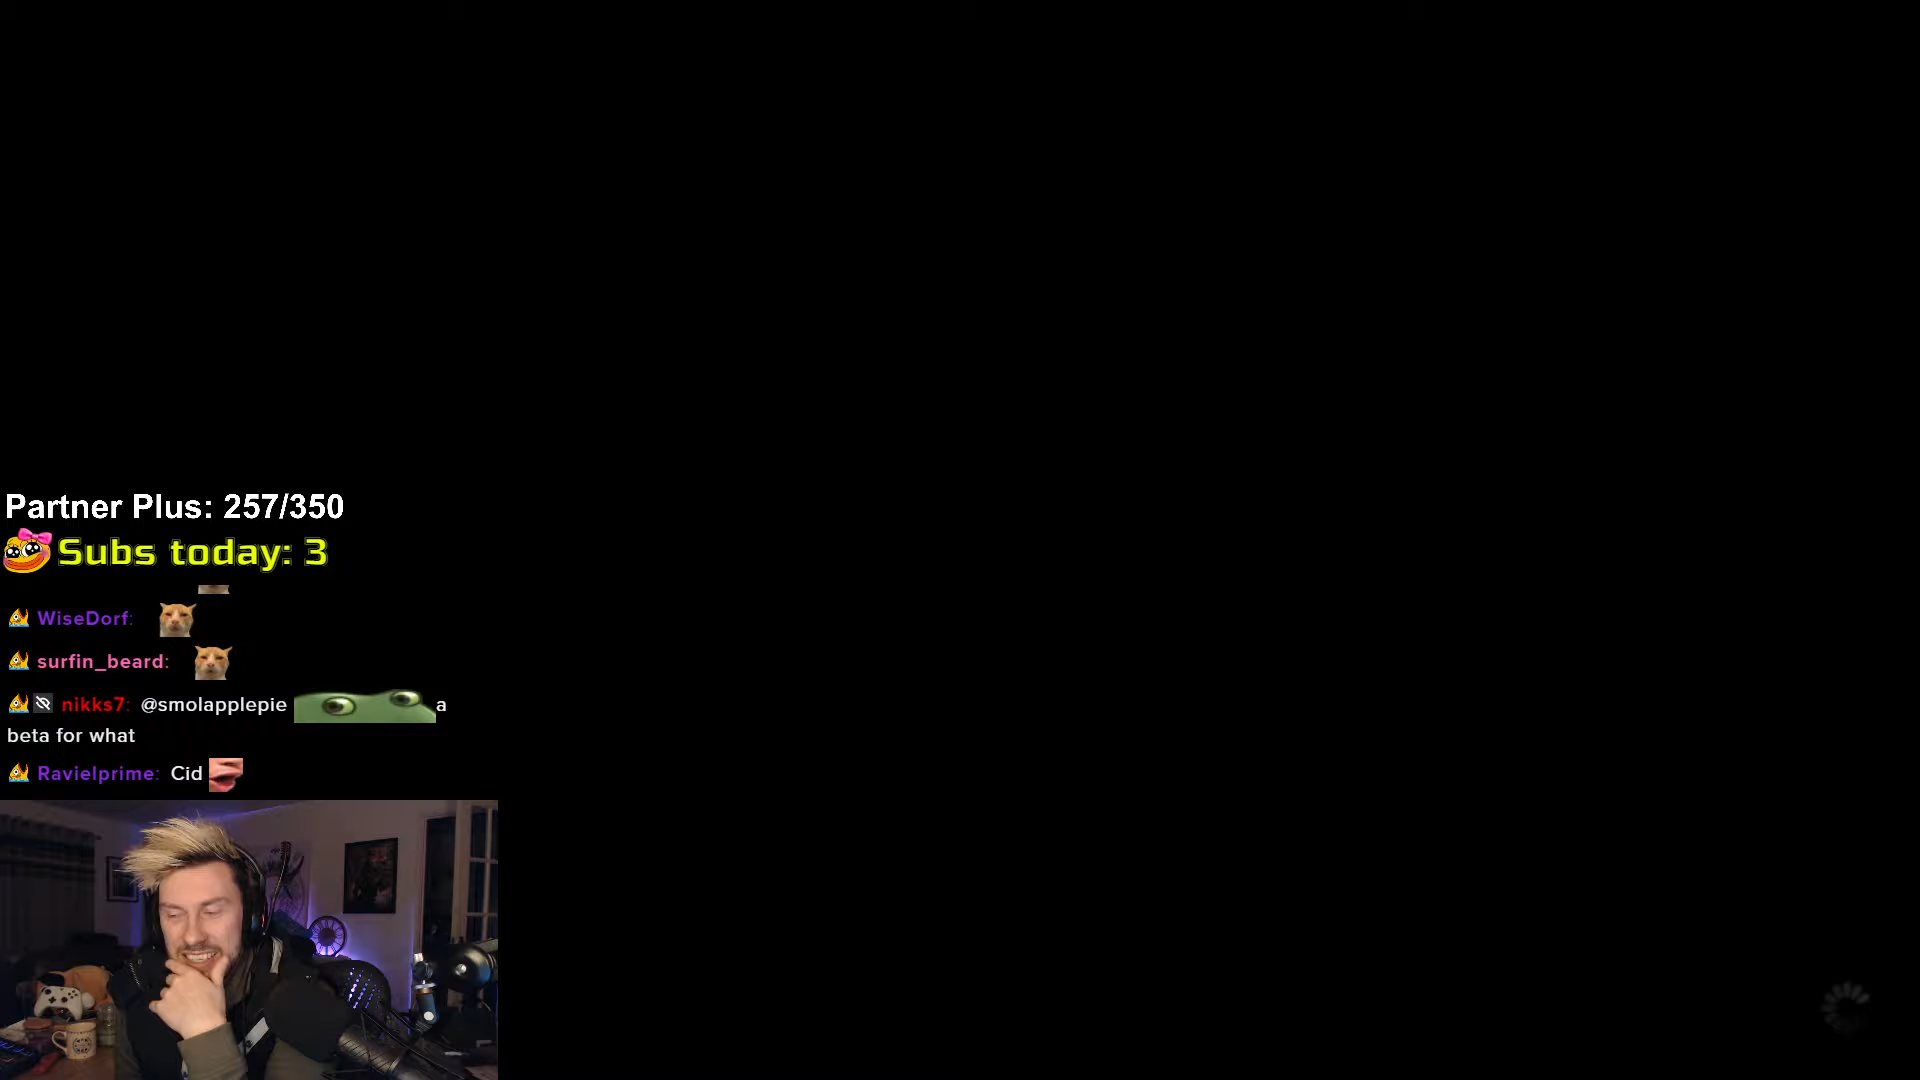 Partner Plus: 257/350
Subs today: 3
WiseDorf:
surfin_beard:
nikks7: @smolapplepie a
beta for what
Ravielprime: Cid